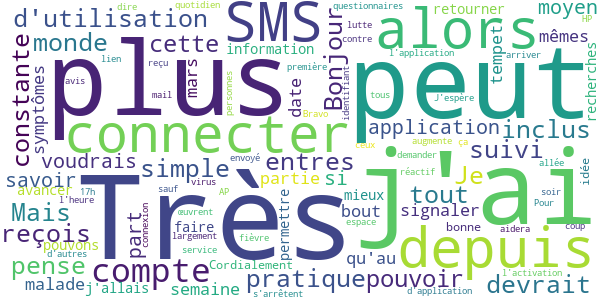 dire quotidien SMS questionnaires moyen
d'utilisation alors retourner HP
monde cette information Bonjour lutte mêmes
constante plus mars date contre peut tempet l'application arriver recherches
symptômes avis lien reçu première identifiant tous J'espère
mail personnes Bravo augmente ça
connecter application inclus
voudrais simple entres ceux demander suivi
savoir envoyé partie si réactif Je allée idée
avancer 17h sauf virus AP permettre mieux tout espace Pour soir
Mais l'heure connexion Très œuvrent faire bout j'ai signaler aidera coup
reçois pouvons part largement fièvre bonne
d'autres service qu'au depuis l'activation
pense compte Cordialement pratique pouvoir devrait
malade j'allais semaine s'arrêtent d'application